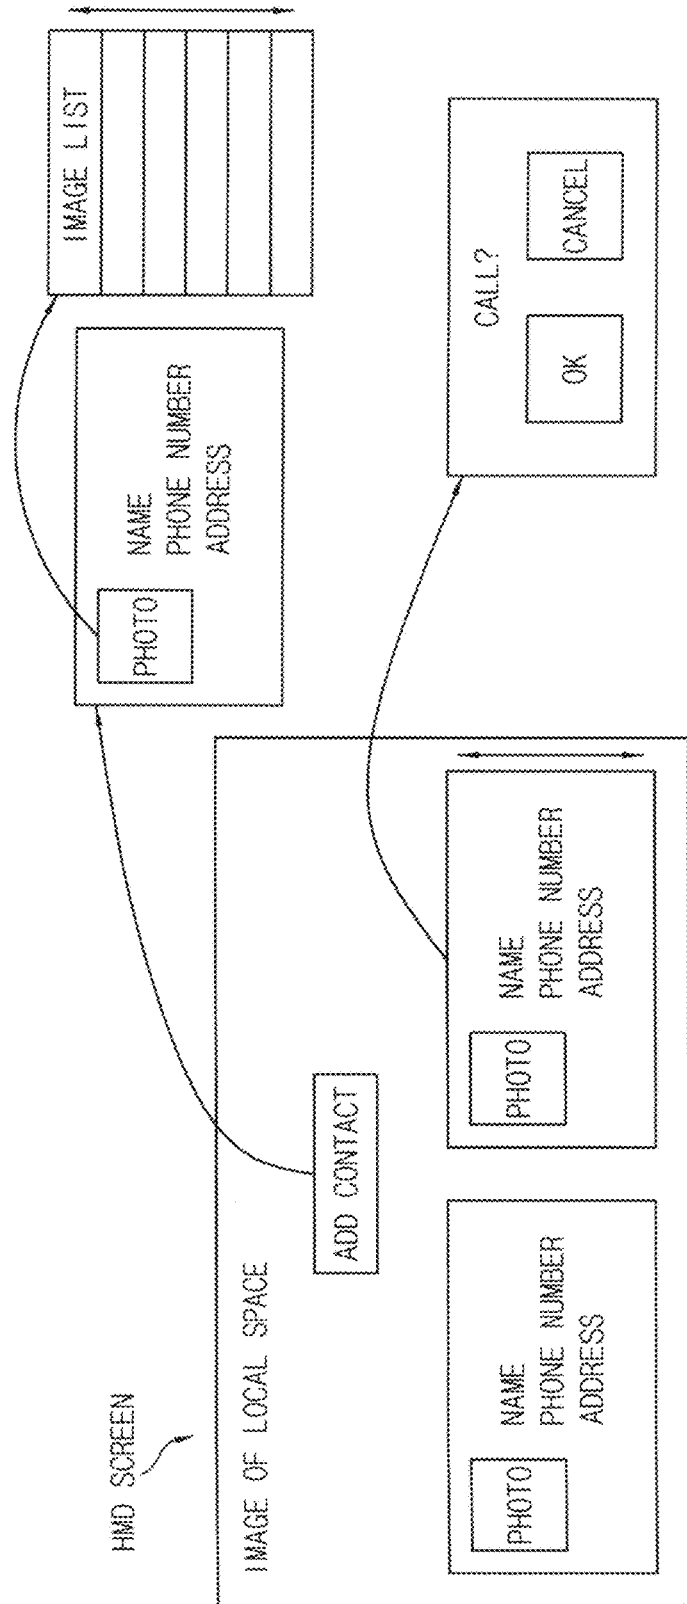 HMD SCREEN
IMAGE OF LOCAL SPACE
ADD CONTACT
PHOTO
NAME
PHONE NUMBER
ADDRESS
PHOTO
NAME
PHONE NUMBER
ADDRESS
PHOTO
NAME
PHONE NUMBER
ADDRESS
IMAGE LIST
CALL?
OK
CANCEL